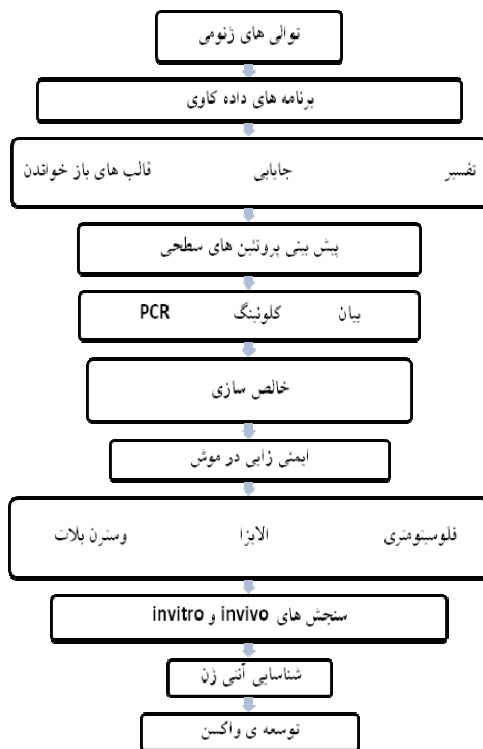 توالی های ژنومی
برنامه های داده کاوی
تفسیر جایابی قالب های باز خواندن
پیش بینی پروتئین های سطحی
بیان کلونینگ PCR
خالص سازی
ایمنی زایی در موش
فلوسیتومتری الایزا وسترن بلات
سنجش های invivo و invitro
شناسایی آنتی ژن
توسعه ی واکسن